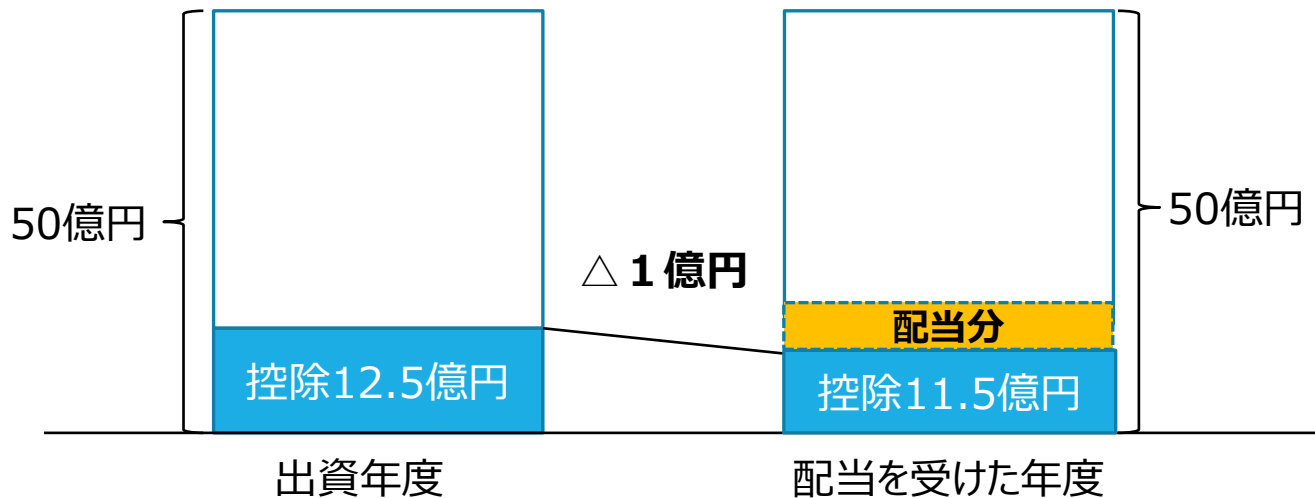 50億円
控除12.5億円
出資年度
△１億円
50億円
配当分
控除11.5億円
配当を受けた年度